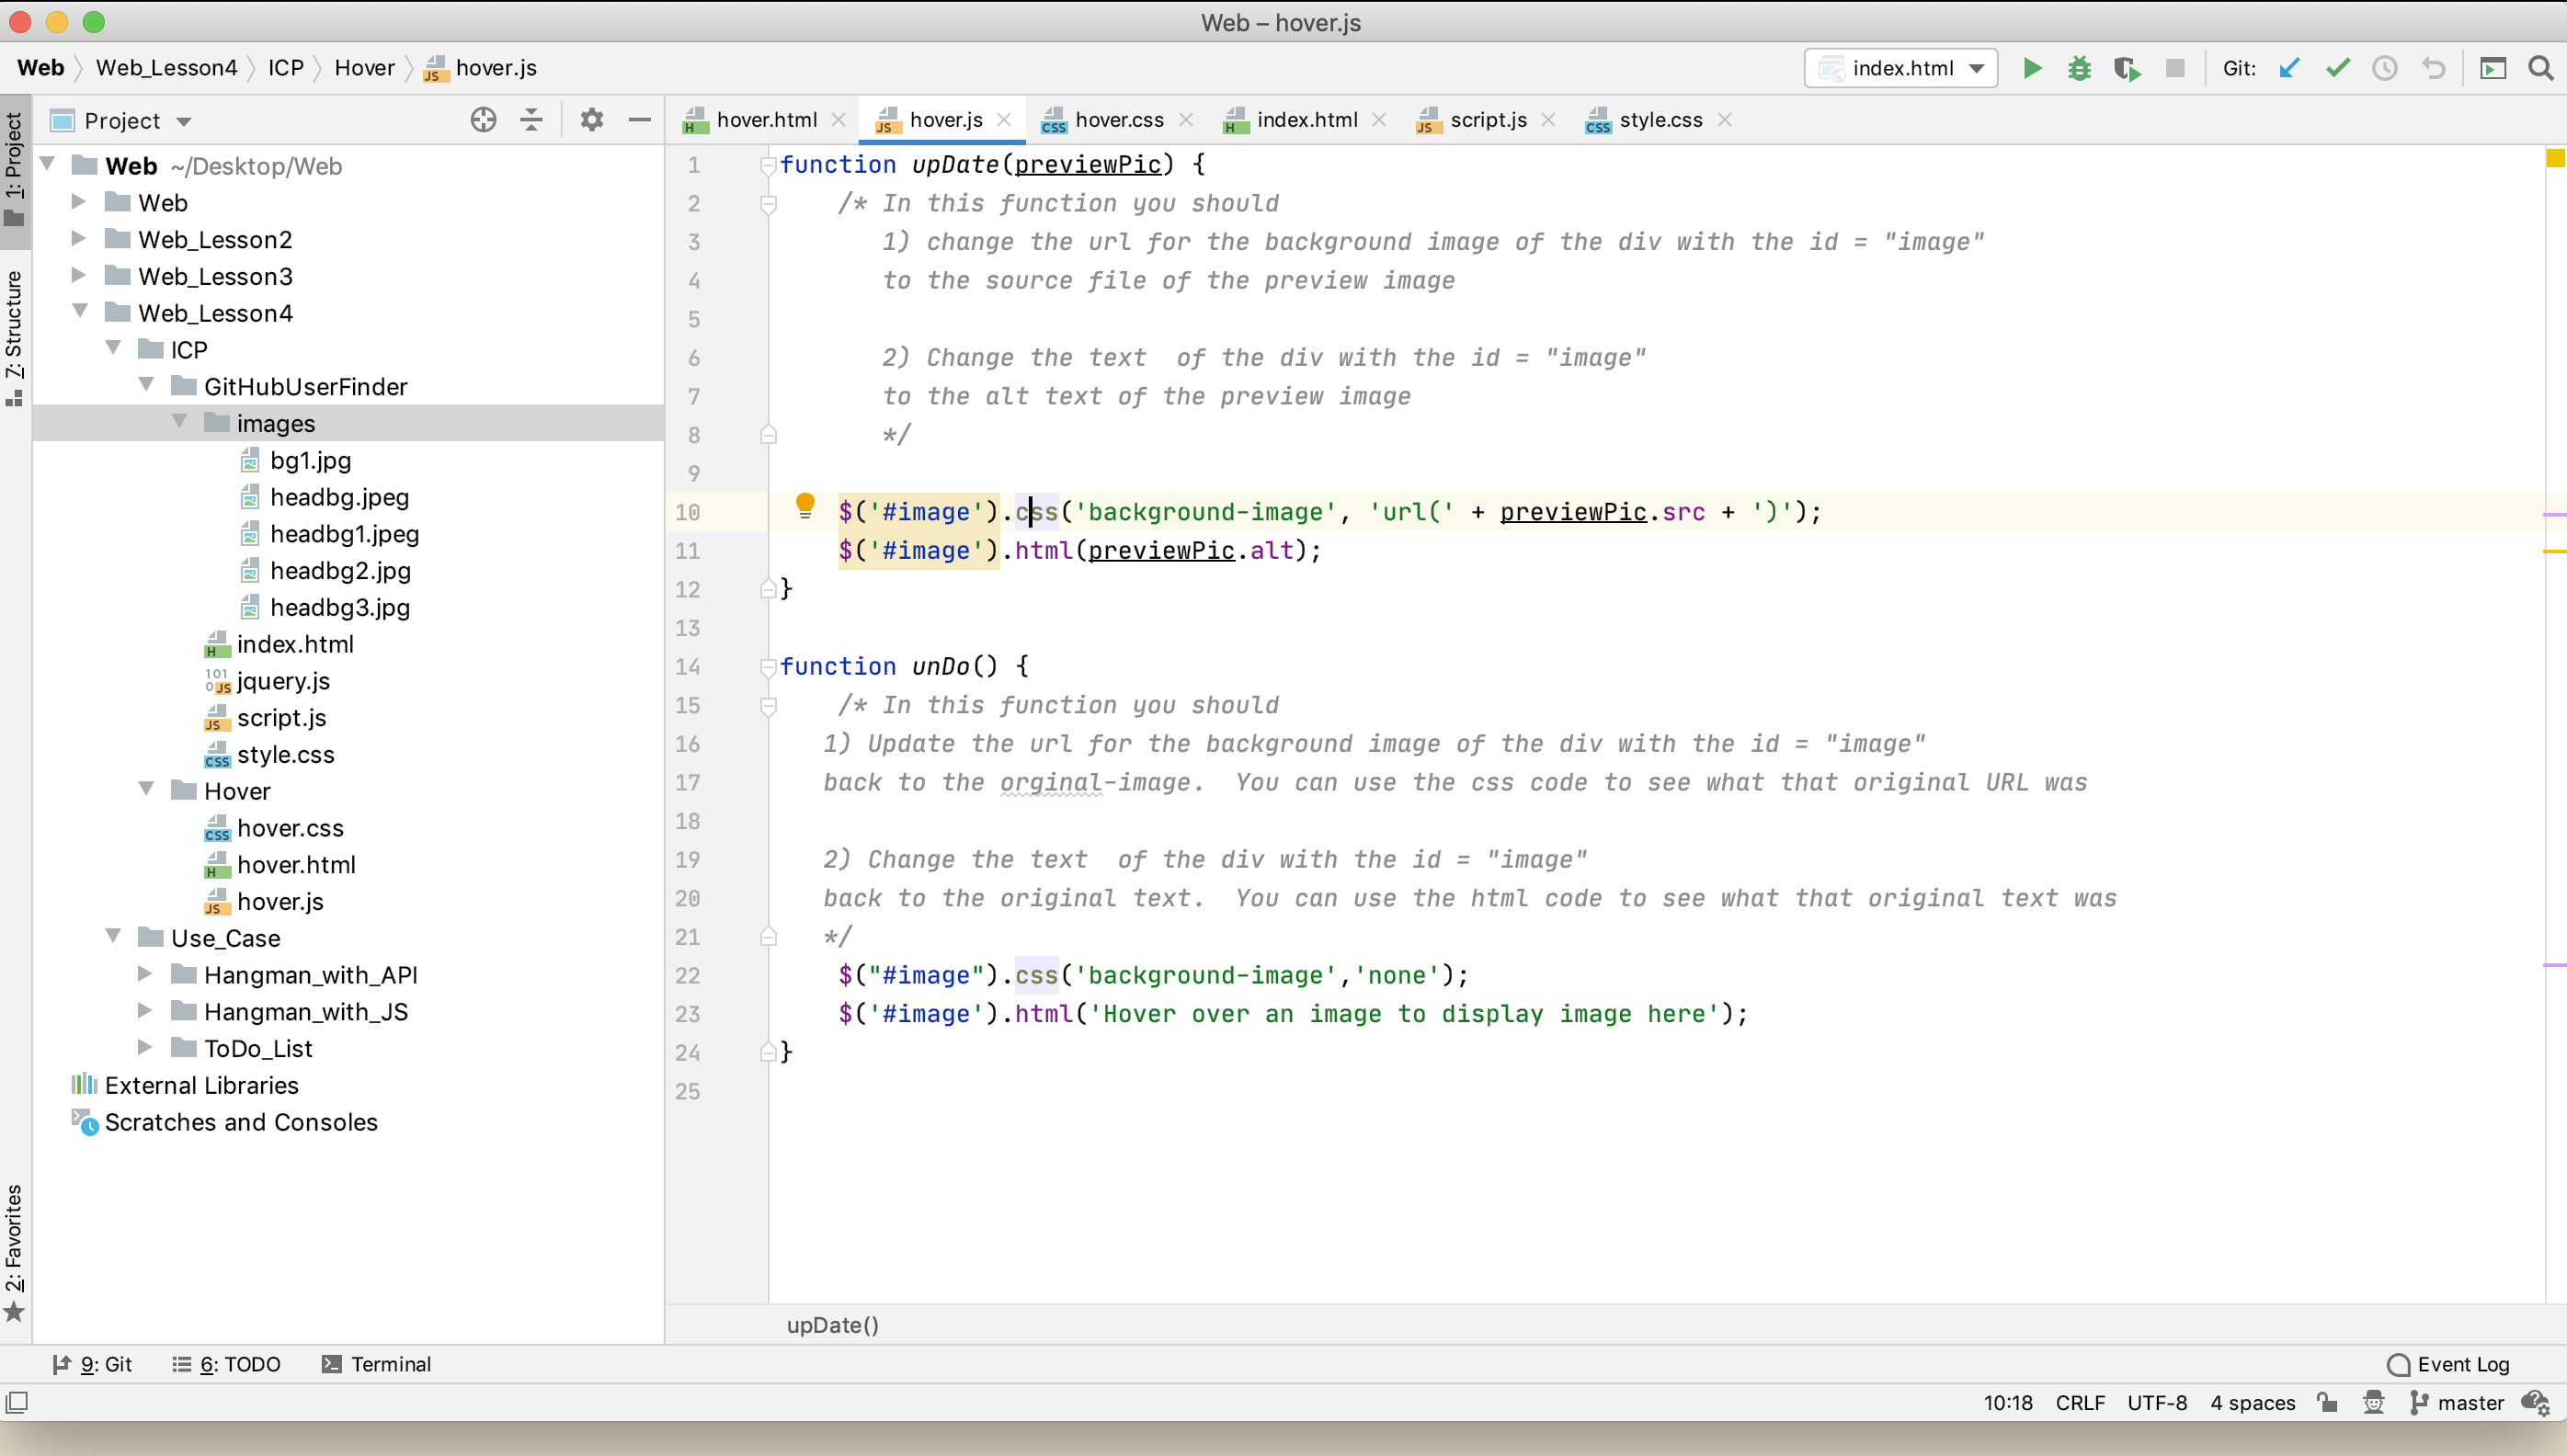 Web – hover.js
Web Web_Lesson4 ICP Hover hover.js index.html Git:
1: Project
7: Structure
2: Favorites
Project
Web ~/Desktop/Web
Web
Web_Lesson2
Web_Lesson3
Web_Lesson4
ICP
GitHubUserFinder
images
bg1.jpg
headbg.jpeg
headbg1.jpeg
headbg2.jpg
headbg3.jpg
index.html
jquery.js
script.js
style.css
Hover
hover.css
hover.html
hover.js
Use_Case
Hangman_with_API
Hangman_with_JS
ToDo_List
External Libraries
Scratches and Consoles
hover.html hover.js hover.css index.html script.js style.css
1 function upDate(previewPic) {
2 /* In this function you should
3 1) change the url for the background image of the div with the id = "image"
4 to the source file of the preview image
5
6 2) Change the text  of the div with the id = "image"
7 to the alt text of the preview image
8 */
9
10 $('#image').css('background-image', 'url(' + previewPic.src + ')');
11 $('#image').html(previewPic.alt);
12 }
13
14 function unDo() {
15 /* In this function you should
16 1) Update the url for the background image of the div with the id = "image"
17 back to the orginal-image.  You can use the css code to see what that original URL was
18
19 2) Change the text  of the div with the id = "image"
20 back to the original text.  You can use the html code to see what that original text was
21 */
22 $("#image").css('background-image','none');
23 $('#image').html('Hover over an image to display image here');
24 }
25
upDate()
9: Git 6: TODO Terminal Event Log
10:18 CRLF UTF-8 4 spaces master